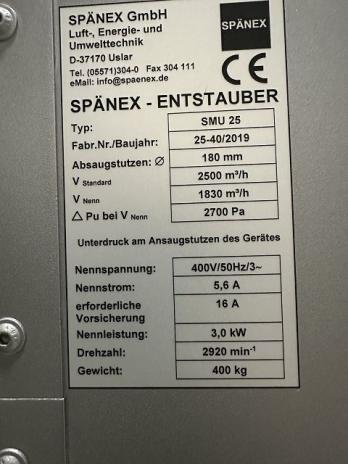 SPÄNEX GmbH
Luft-, Energie- und
Umwelttechnik
D-37170 Uslar
Tel. (05571)304-0 Fax 304 111
eMail: info@spaenex.de
SPÄNEX
CE
SPÄNEX - ENTSTAUBER
Typ: SMU 25
Fabr.Nr./Baujahr: 25-40/2019
Absaugstutzen: Ø 180 mm
V Standard 2500 m³/h
V Nenn 1830 m³/h
△ Pu bei V Nenn 2700 Pa
Unterdruck am Ansaugstutzen des Gerätes
Nennspannung: 400V/50Hz/3~
Nennstrom: 5,6 A
erforderliche 16 A
Vorsicherung
Nennleistung: 3,0 kW
Drehzahl: 2920 min⁻¹
Gewicht: 400 kg